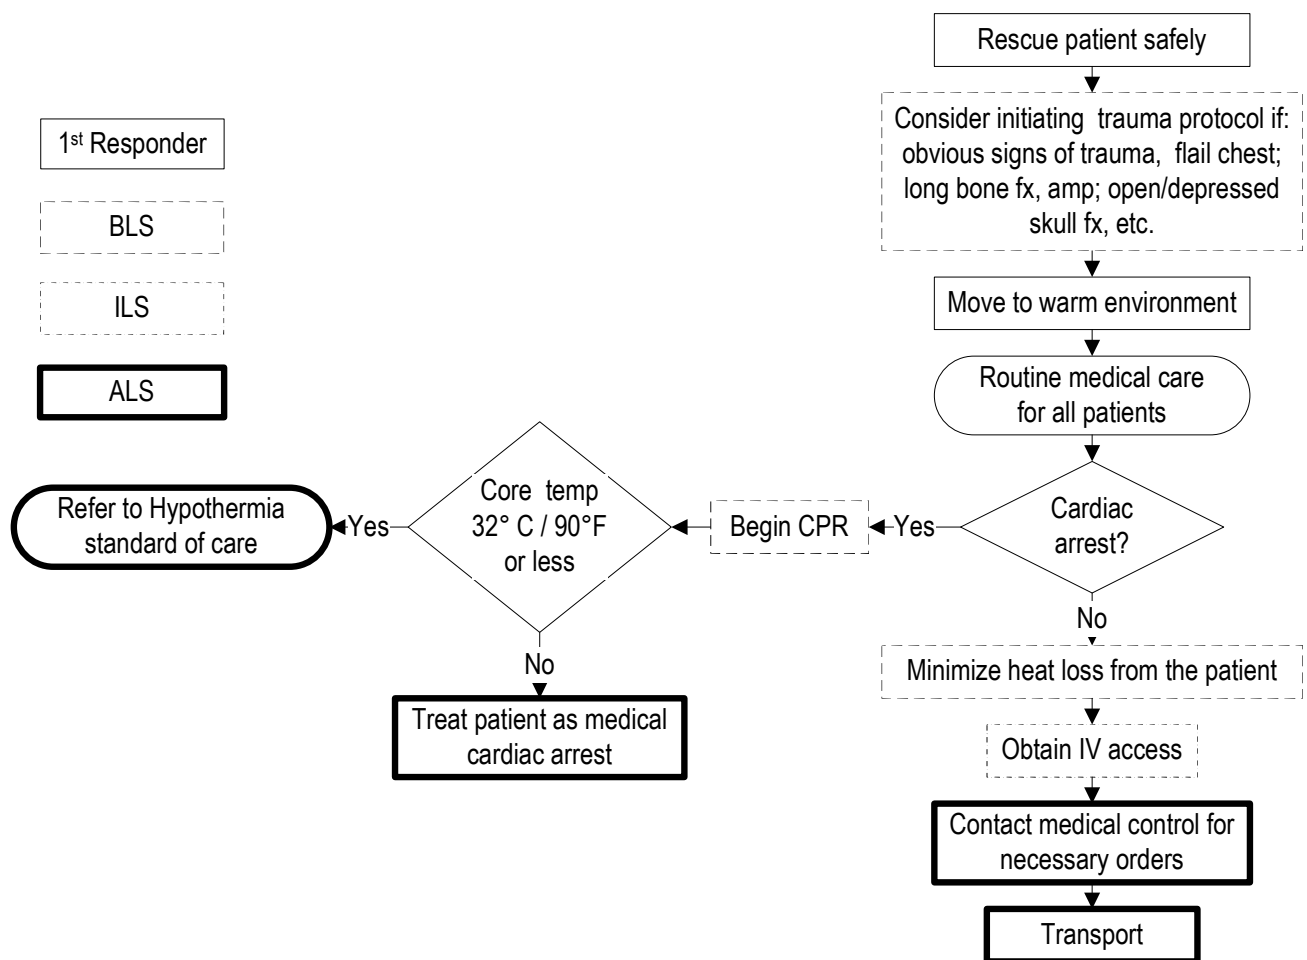 Rescue patient safely
Consider initiating trauma protocol if:
obvious signs of trauma, flail chest;
long bone fx, amp; open/depressed
skull fx, etc.
1st Responder
BLS
ILS
ALS
Move to warm environment
Routine medical care
for all patients
Cardiac
arrest?
Yes
Begin CPR
Core temp
32° C / 90°F
or less
Yes
Refer to Hypothermia
standard of care
No
Treat patient as medical
cardiac arrest
No
Minimize heat loss from the patient
Obtain IV access
Contact medical control for
necessary orders
Transport